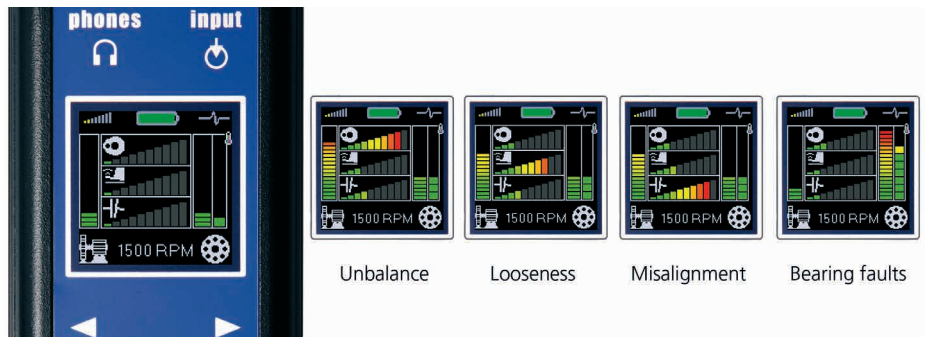 phones input
1500 RPM
1500 RPM
1500 RPM
1500 RPM
1500 RPM
Unbalance
Looseness
Misalignment
Bearing faults